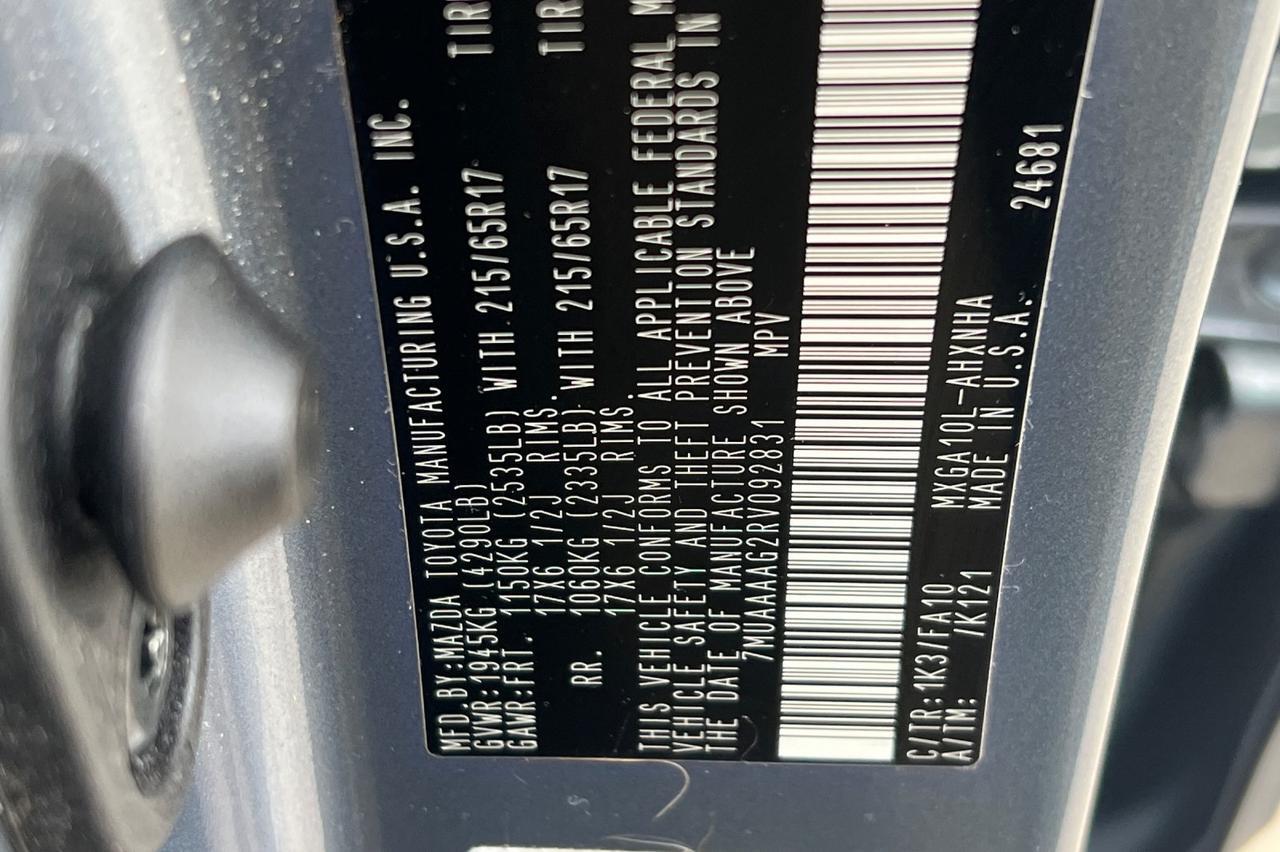 MFD.BY:MAZDA TOYOTA MANUFACTURING U.S.A. INC.
GVWR:1945KG (4290LB)
GAWR:FRT. 1150KG (2535LB) WITH 215/65R17 TIR
17X6 1/2J RIMS.
RR. 1060KG (2335LB) WITH 215/65R17 TIR
17X6 1/2J RIMS.
THIS VEHICLE CONFORMS TO ALL APPLICABLE FEDERAL M
VEHICLE SAFETY AND THEFT PREVENTION STANDARDS IN
THE DATE OF MANUFACTURE SHOWN ABOVE
7MUAAAAG2RV092831 MPV
C/TR:1K3/FA10 MXGA10L-AHXNHA 24681
A/TM: /K121 MADE IN U.S.A.